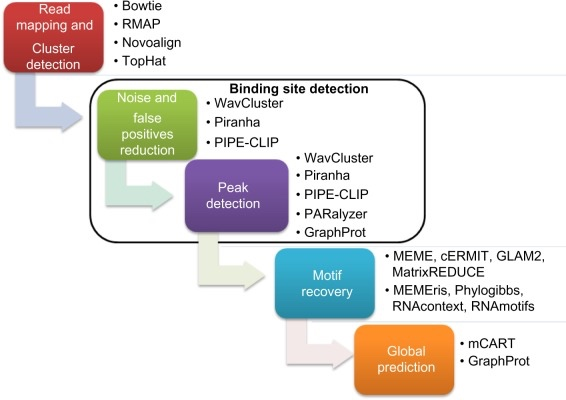 Read
mapping and
Cluster
detection
• Bowtie
• RMAP
• Novoalign
• TopHat
Binding site detection
Noise and
false
positives
reduction
• WavCluster
• Piranha
• PIPE-CLIP
Peak
detection
• WavCluster
• Piranha
• PIPE-CLIP
• PARalyzer
• GraphProt
Motif
recovery
• MEME, cERMIT, GLAM2,
MatrixREDUCE
• MEMEris, Phylogibbs,
RNAcontext, RNAmotifs
Global
prediction
• mCART
• GraphProt